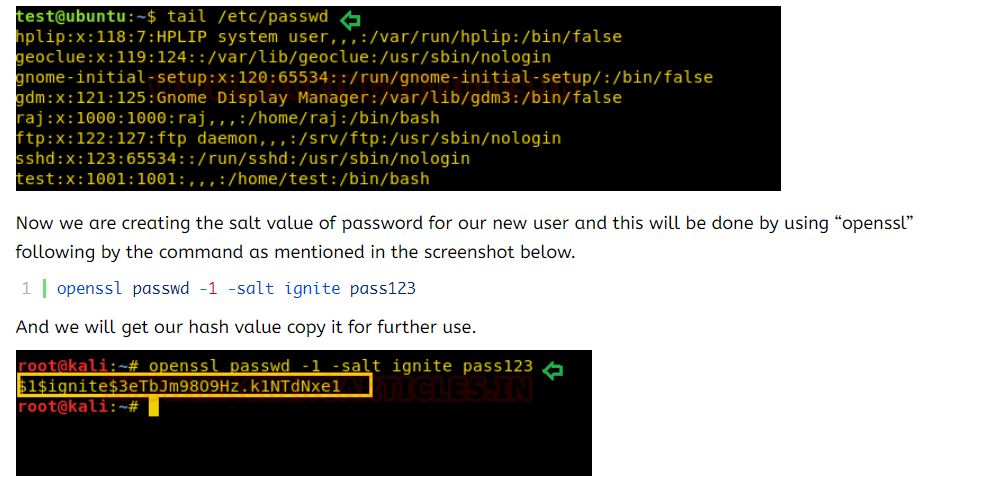 test@ubuntu:~$ tail /etc/passwd
hplip:x:118:7:HPLIP system user,,,:/var/run/hplip:/bin/false
geoclue:x:119:124::/var/lib/geoclue:/usr/sbin/nologin
gnome-initial-setup:x:120:65534::/run/gnome-initial-setup/:/bin/false
gdm:x:121:125:Gnome Display Manager:/var/lib/gdm3:/bin/false
raj:x:1000:1000:raj,,,:/home/raj:/bin/bash
ftp:x:122:127:ftp daemon,,,:/srv/ftp:/usr/sbin/nologin
sshd:x:123:65534::/run/sshd:/usr/sbin/nologin
test:x:1001:1001:,,,:/home/test:/bin/bash
Now we are creating the salt value of password for our new user and this will be done by using “openssl”
following by the command as mentioned in the screenshot below.
1 openssl passwd -1 -salt ignite pass123
And we will get our hash value copy it for further use.
root@kali:~# openssl passwd -1 -salt ignite pass123
$1$ignite$3eTbJm98O9Hz.k1NTdNxe1
root@kali:~#